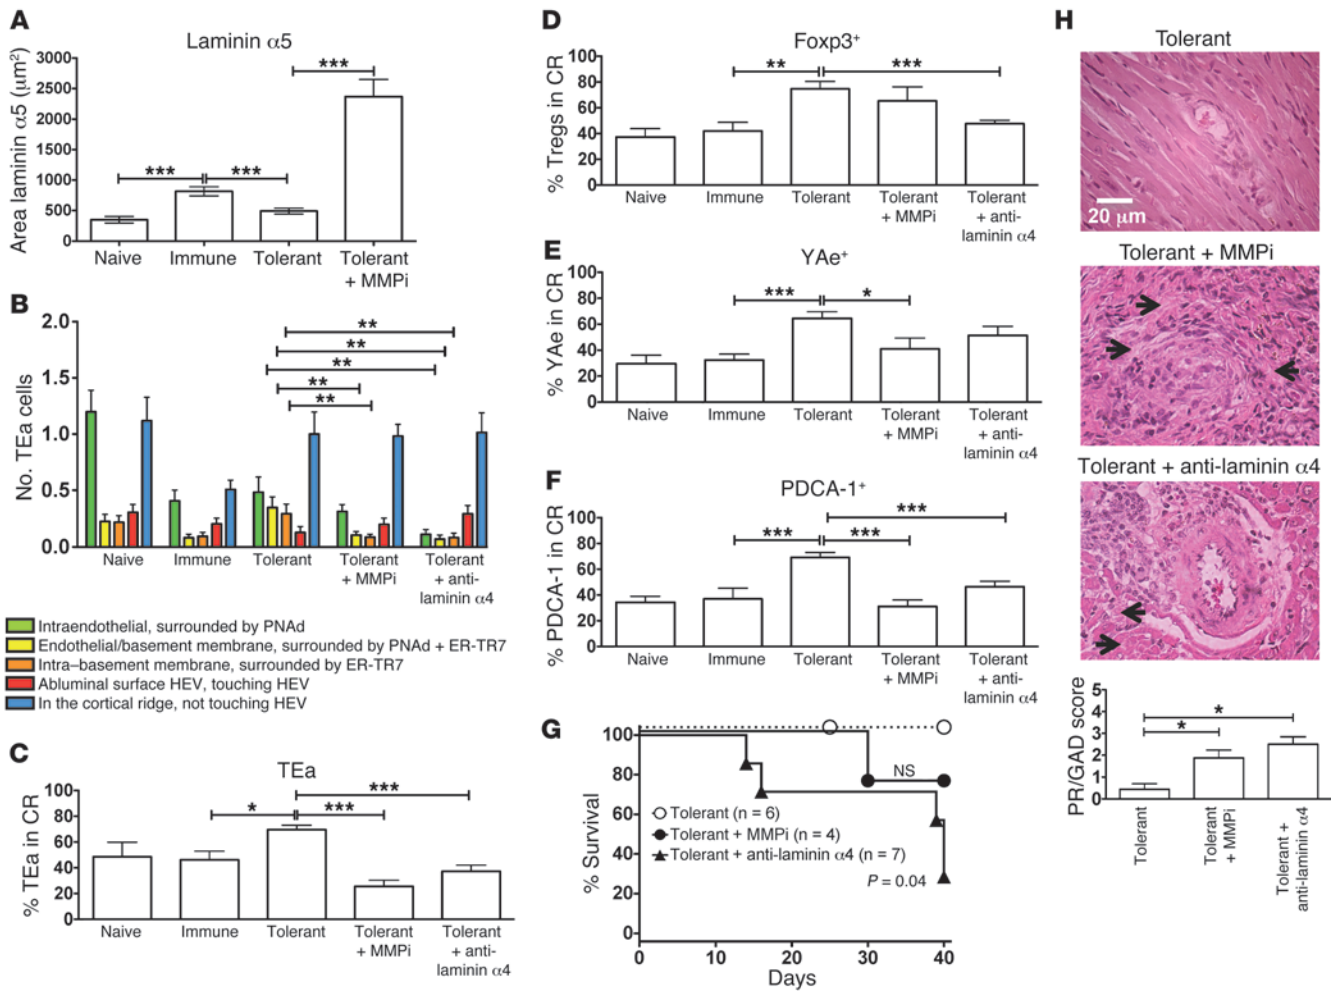 A
Laminin α5
Area laminin α5 (μm²)
3000
2500
2000
1500
1000
500
0
***
***
***
Naive
Immune
Tolerant
Tolerant
+ MMPi
B
No. TEa cells
2.0
1.5
1.0
0.5
0.0
**
**
**
**
**
Naive
Immune
Tolerant
Tolerant
+ MMPi
Tolerant
+ anti-
laminin α4
Intraendothelial, surrounded by PNAd
Endothelial/basement membrane, surrounded by PNAd + ER-TR7
Intra–basement membrane, surrounded by ER-TR7
Abluminal surface HEV, touching HEV
In the cortical ridge, not touching HEV
C
TEa
% TEa in CR
100
80
60
40
20
0
***
*
***
Naive
Immune
Tolerant
Tolerant
+ MMPi
Tolerant
+ anti-
laminin α4
D
Foxp3⁺
% Tregs in CR
100
80
60
40
20
0
**
***
Naive
Immune
Tolerant
Tolerant
+ MMPi
Tolerant
+ anti-
laminin α4
E
YAe⁺
% YAe in CR
100
80
60
40
20
0
***
*
Naive
Immune
Tolerant
Tolerant
+ MMPi
Tolerant
+ anti-
laminin α4
F
PDCA-1⁺
% PDCA-1 in CR
100
80
60
40
20
0
***
***
***
Naive
Immune
Tolerant
Tolerant
+ MMPi
Tolerant
+ anti-
laminin α4
G
% Survival
100
80
60
40
20
0
NS
Tolerant (n = 6)
Tolerant + MMPi (n = 4)
Tolerant + anti-laminin α4 (n = 7)
P = 0.04
0
10
20
30
40
Days
H
Tolerant
20 μm
Tolerant + MMPi
Tolerant + anti-laminin α4
PR/GAD score
5
4
3
2
1
0
*
*
Tolerant
Tolerant
+ MMPi
Tolerant +
anti-laminin α4